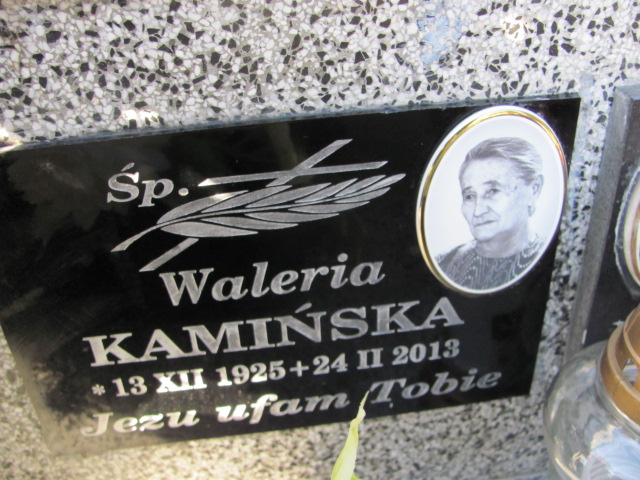 Śp.
Waleria
KAMIŃSKA
* 13 XII 1925 + 24 II 2013
Jezu ufam Tobie